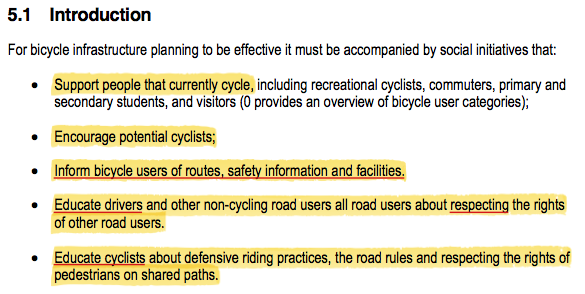 5.1 Introduction
For bicycle infrastructure planning to be effective it must be accompanied by social initiatives that:
• Support people that currently cycle, including recreational cyclists, commuters, primary and
secondary students, and visitors (0 provides an overview of bicycle user categories);
• Encourage potential cyclists;
• Inform bicycle users of routes, safety information and facilities.
• Educate drivers and other non-cycling road users all road users about respecting the rights
of other road users.
• Educate cyclists about defensive riding practices, the road rules and respecting the rights of
pedestrians on shared paths.